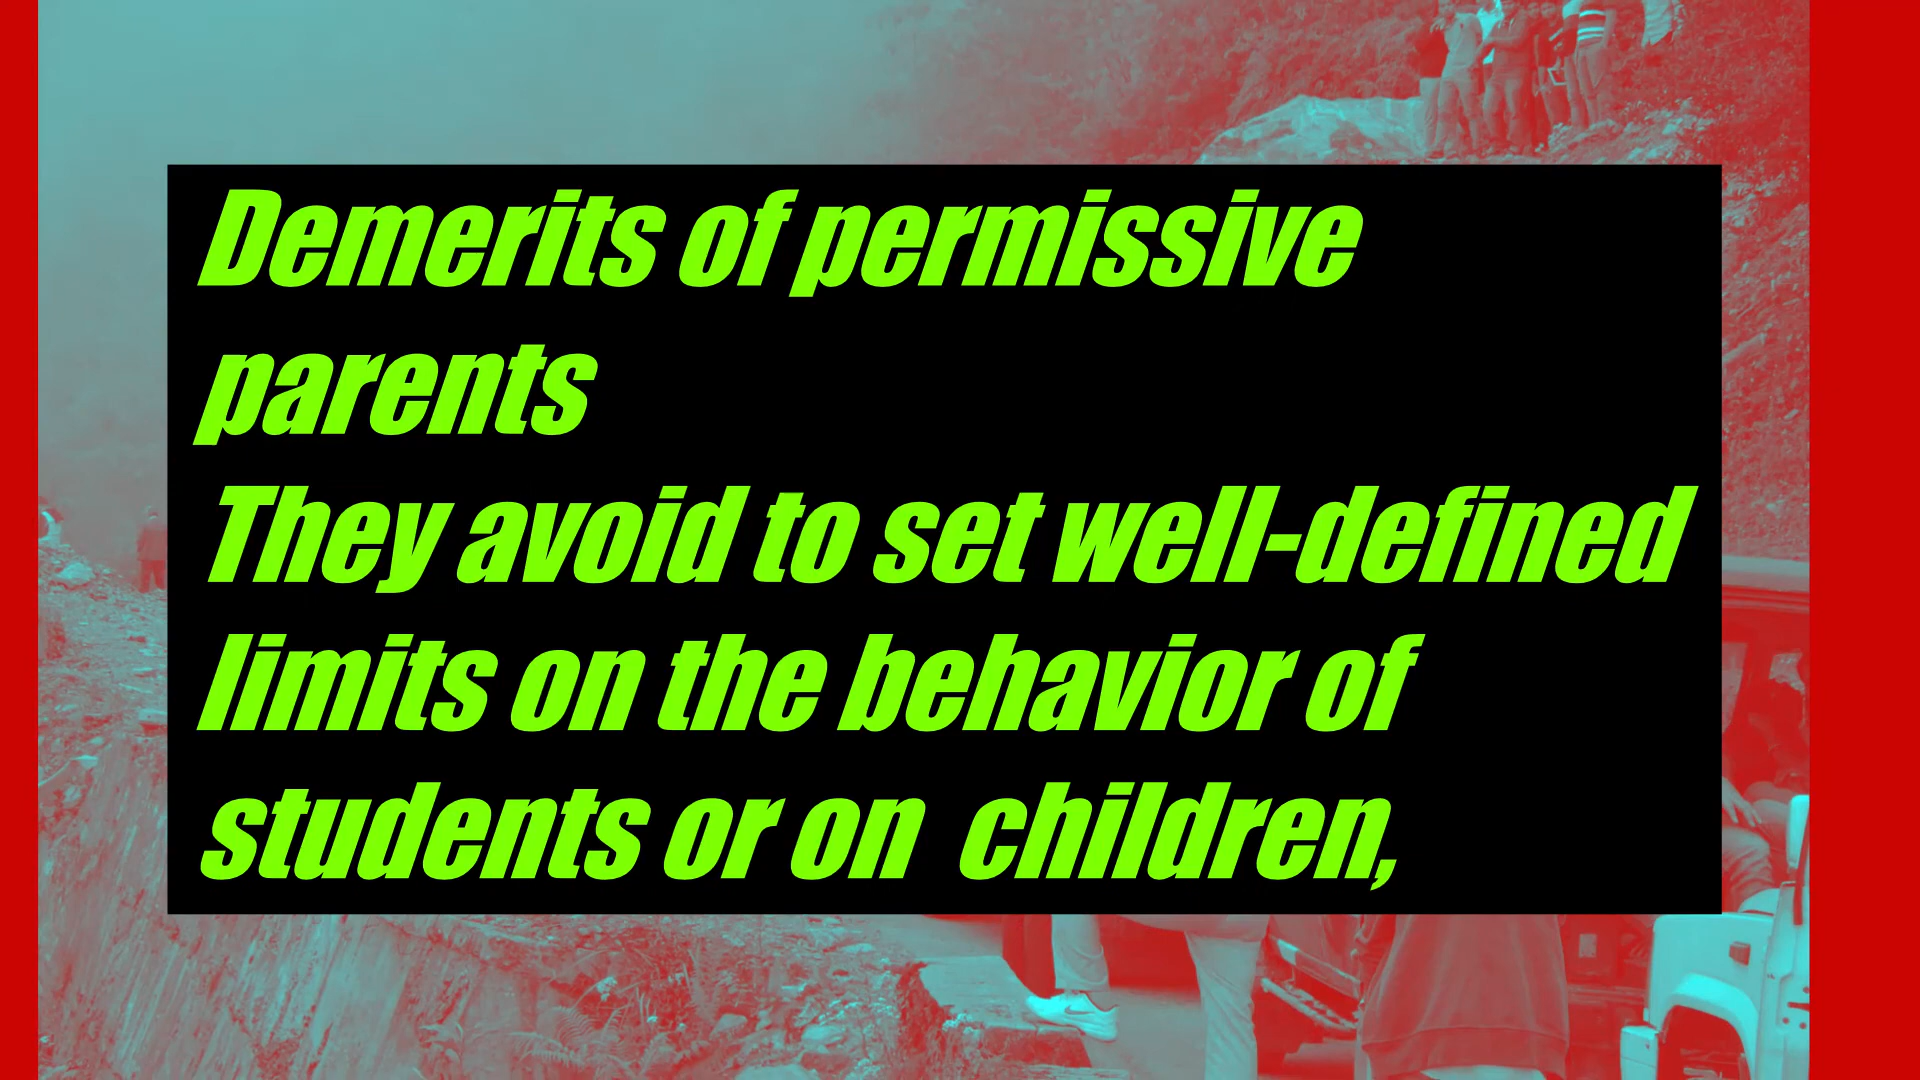 Demerits of permissive
parents
They avoid to set well-defined
limits on the behavior of
students or on  children,